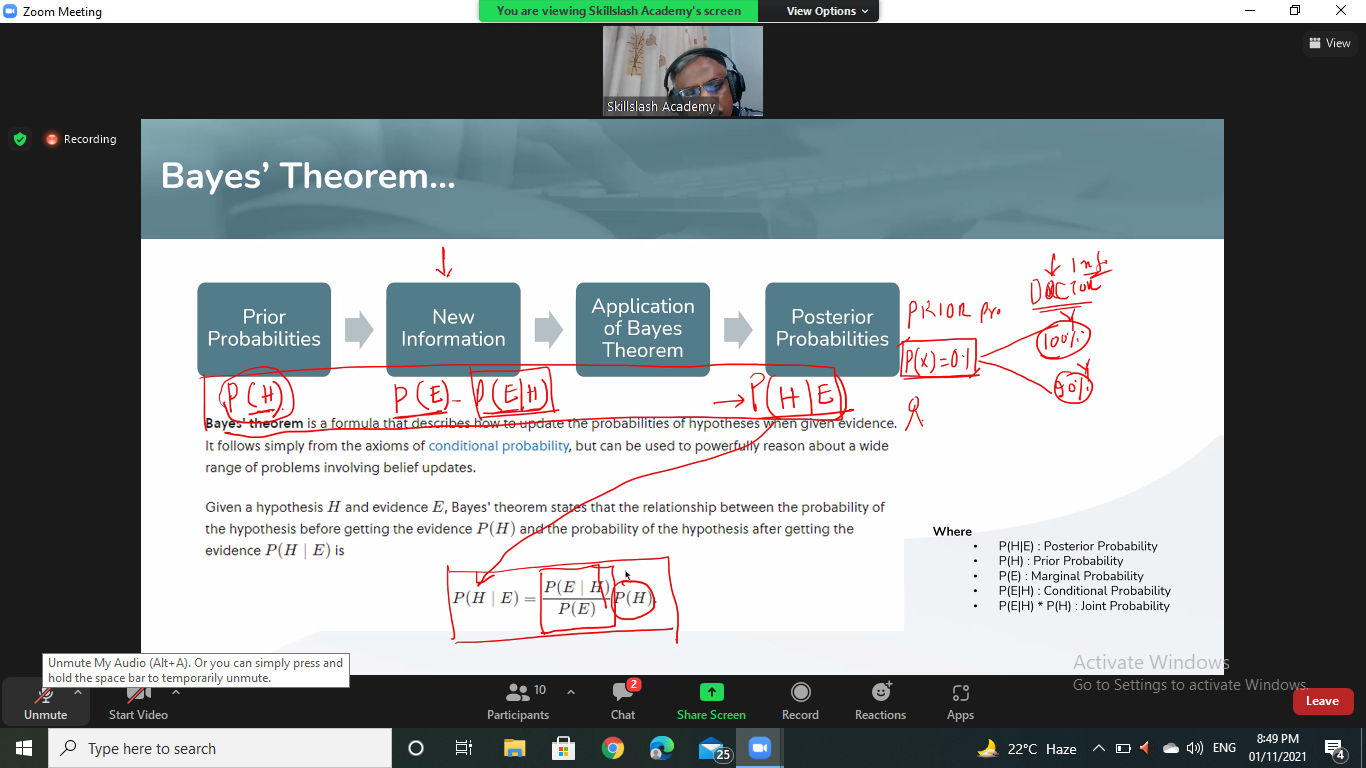 Zoom Meeting
You are viewing Skillslash Academy's screen
View Options
View
Skillslash Academy
Recording
Bayes' Theorem...
Prior
Probabilities
New
Information
Application
of Bayes
Theorem
Posterior
Probabilities
Inf.
DOCTOR
PRIOR Pro.
100%
P(X)=0.1
90%
P(H)
P(E) - P(E|H)
→ P(H|E)
Bayes' theorem is a formula that describes how to update the probabilities of hypotheses when given evidence.
It follows simply from the axioms of conditional probability, but can be used to powerfully reason about a wide
range of problems involving belief updates.
Given a hypothesis H and evidence E, Bayes' theorem states that the relationship between the probability of
the hypothesis before getting the evidence P(H) and the probability of the hypothesis after getting the
evidence P(H | E) is
P(H | E) = P(E | H) / P(E) P(H).
Where
• P(H|E) : Posterior Probability
• P(H) : Prior Probability
• P(E) : Marginal Probability
• P(E|H) : Conditional Probability
• P(E|H) * P(H) : Joint Probability
Unmute My Audio (Alt+A). Or you can simply press and
hold the space bar to temporarily unmute.
Activate Windows
Go to Settings to activate Windows.
Unmute
Start Video
10
Participants
2
Chat
Share Screen
Record
Reactions
Apps
Leave
Type here to search
25
22°C Haze
ENG
8:49 PM
01/11/2021
4